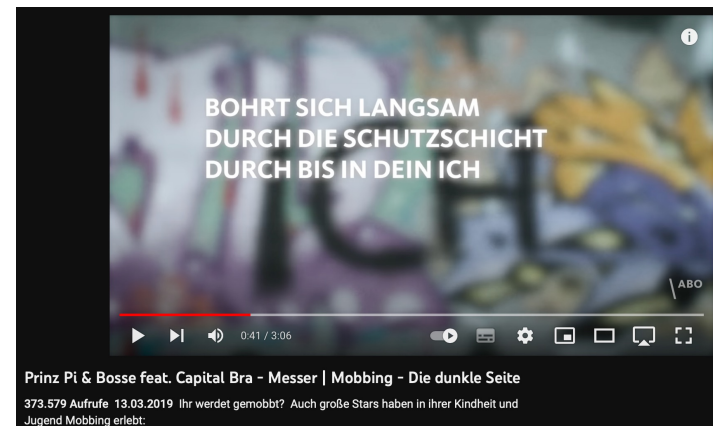 BOHRT SICH LANGSAM
DURCH DIE SCHUTZSCHICHT
DURCH BIS IN DEIN ICH
ICH
ABO
0:41 / 3:06
Prinz Pi & Bosse feat. Capital Bra - Messer | Mobbing - Die dunkle Seite
373.579 Aufrufe 13.03.2019 Ihr werdet gemobbt? Auch große Stars haben in ihrer Kindheit und
Jugend Mobbing erlebt: